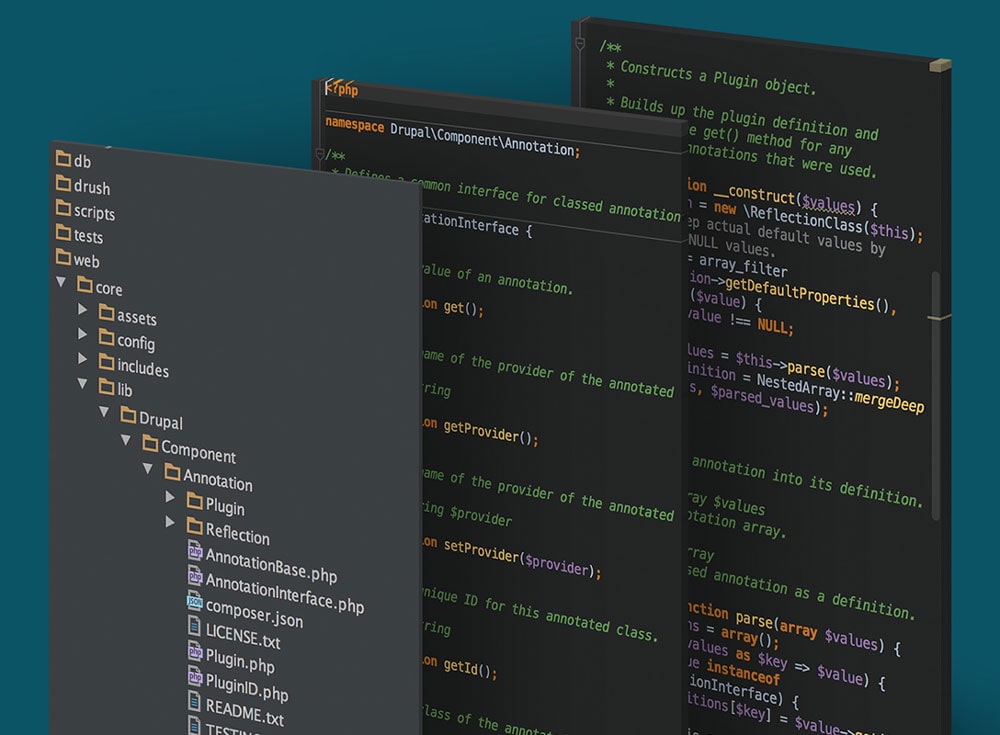 db
drush
scripts
tests
web
core
assets
config
includes
lib
Drupal
Component
Annotation
Plugin
Reflection
AnnotationBase.php
AnnotationInterface.php
composer.json
LICENSE.txt
Plugin.php
PluginID.php
README.txt
<?php
namespace Drupal\Component\Annotation;
/**
* Defines a common interface for classed annotation
tationInterface {
value of an annotation.
on get();
name of the provider of the annotated
ring
on getProvider();
name of the provider of the annotated
ring $provider
on setProvider($provider);
unique ID for this annotated class.
ring
on getId();
class of the annota
/**
* Constructs a Plugin object.
*
* Builds up the plugin definition and
e get() method for any
nnotations that were used.
ion __construct($values) {
n = new \ReflectionClass($this);
ep actual default values by
NULL values.
= array_filter
ion->getDefaultProperties(),
($value) {
value !== NULL;
lues = $this->parse($values);
inition = NestedArray::mergeDeep
s, $parsed_values);
annotation into its definition.
ray $values
otation array.
rray
sed annotation as a definition.
nction parse(array $values) {
ns = array();
values as $key => $value) {
ue instanceof
ionInterface) {
itions[$key] = $value->